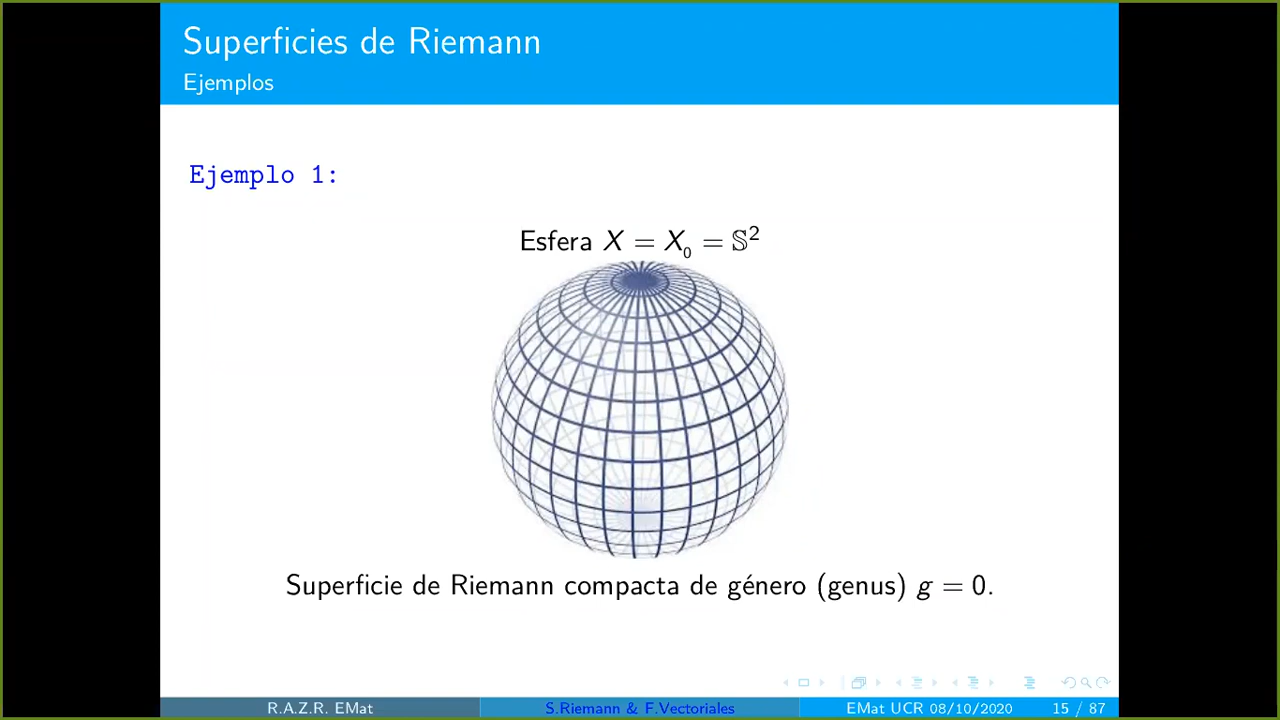 Superficies de Riemann
Ejemplos
Ejemplo 1:
Esfera X = X₀ = 𝕊²
Superficie de Riemann compacta de género (genus) g = 0.
R.A.Z.R. EMat S.Riemann & F.Vectoriales EMat UCR 08/10/2020 15 / 87